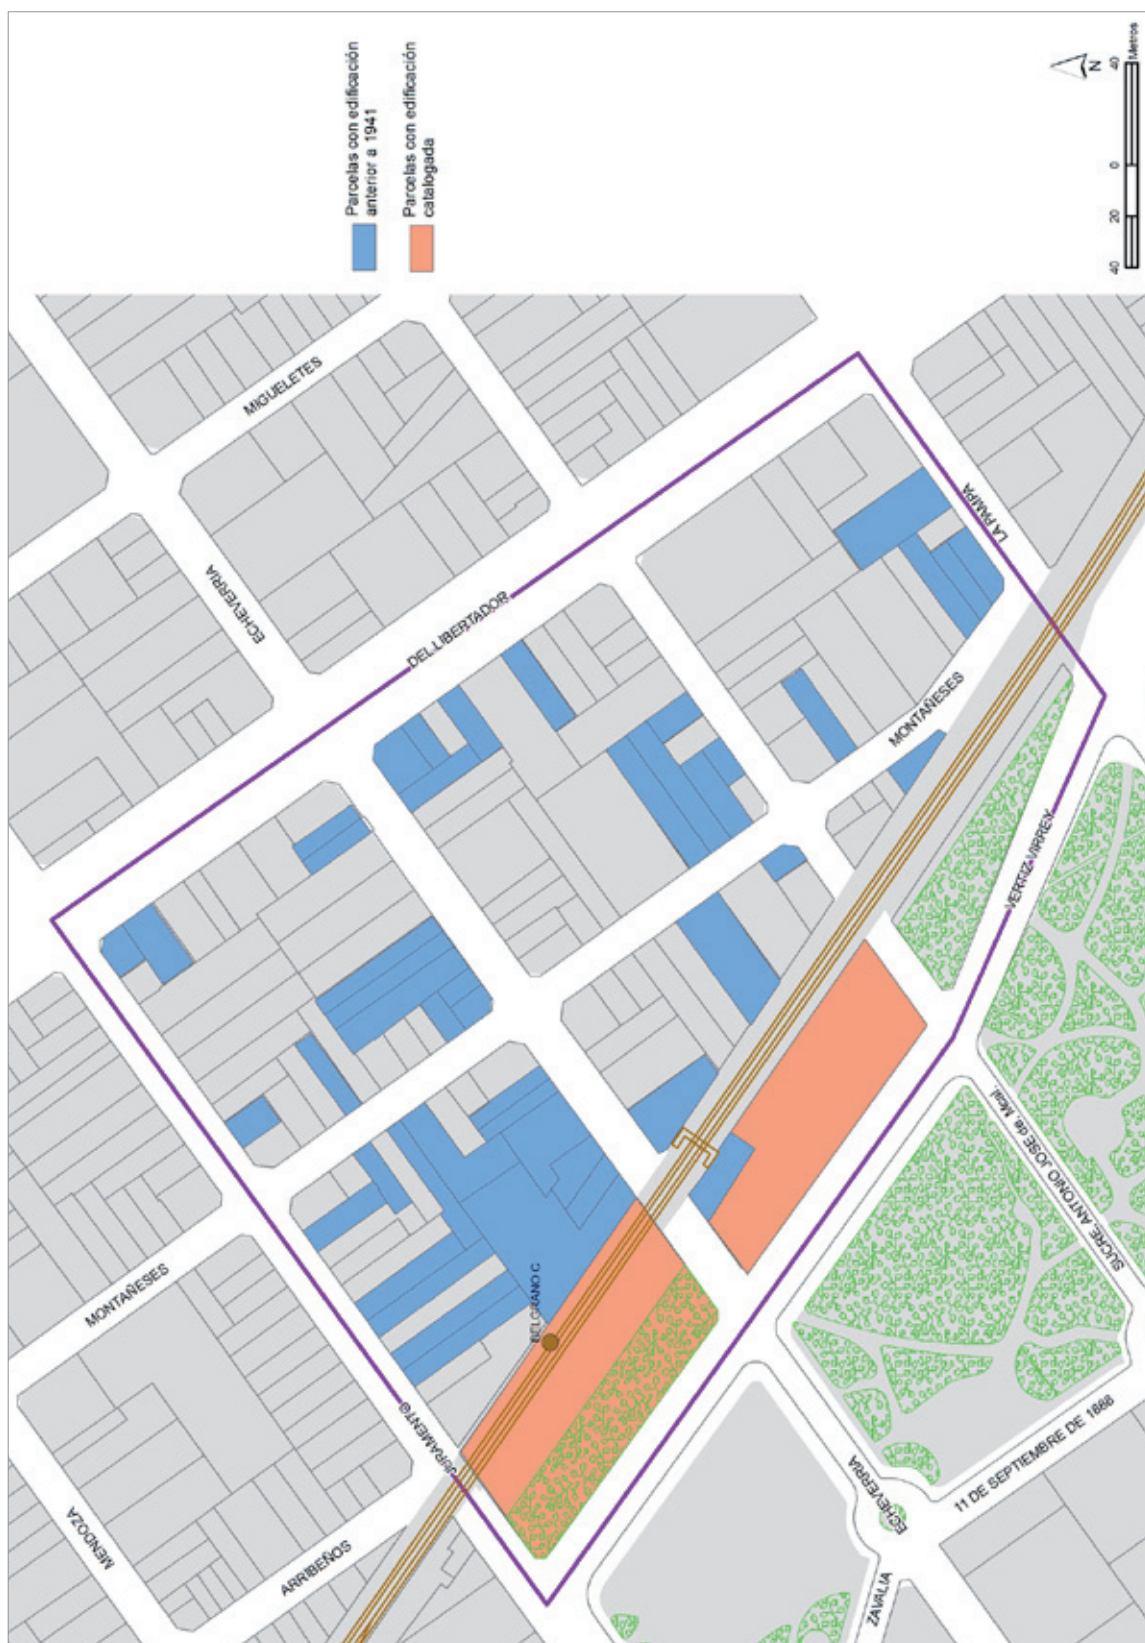 Parcelas con edificación
anterior a 1941
Parcelas con edificación
catalogada
N
40 20 0 40
Metros
MIGUELETES
ECHEVERRIA
DEL LIBERTADOR
LA PAMPA
MONTAÑESES
VERTIZ VIRREY
MONTAÑESES
BELGRANO C
JURAMENTO
MENDOZA
ARRIBEÑOS
SUCRE, ANTONIO JOSE de, Mcal.
ECHEVERRIA
11 DE SEPTIEMBRE DE 1888
ZAVALIA